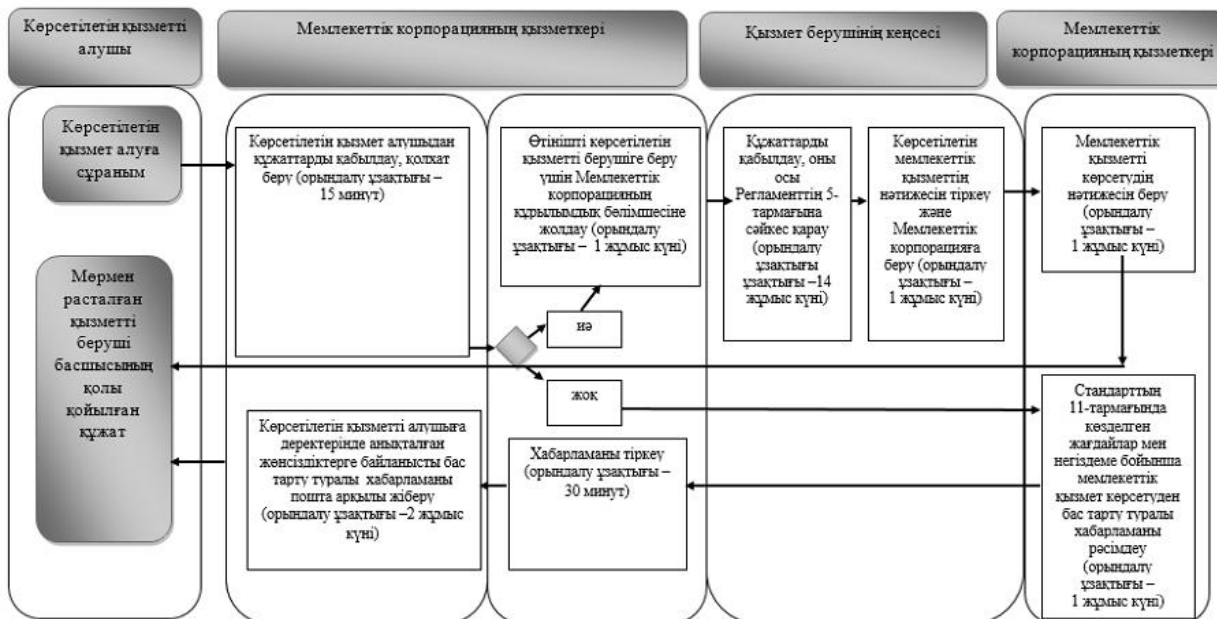 Көрсетілетін қызметті
алушы
Мемлекеттік корпорацияның қызметкері
Қызмет берушінің кеңсесі
Мемлекеттік
корпорацияның қызметкері
Көрсетілетін
қызмет алуға
сұраным
Көрсетілетін қызмет алушыдан
құжаттарды қабылдау, қолхат
беру (орындалу ұзақтығы –
15 минут)
Өтінішті көрсетілетін
қызметті берушіге беру
үшін Мемлекеттік
корпорацияның
құрылымдық бөлімшесіне
жолдау (орындалу
ұзақтығы – 1 жұмыс күні)
Құжаттарды
қабылдау, оны
осы
Регламенттің 5-
тармағына
сәйкес қарау
(орындалу
ұзақтығы
ұзақтығы –14
жұмыс күні)
Көрсетілетін
мемлекеттік
қызметтің
нәтижесін тіркеу
және
Мемлекеттік
корпорацияға
беру (орындалу
ұзақтығы –
1 жұмыс күні)
Мемлекеттік
қызметті
көрсетудің
нәтижесін беру
(орындалу
ұзақтығы –
1 жұмыс күні)
иә
жоқ
Мөрмен
расталған
қызметті
беруші
басшысының
қолы
қойылған
құжат
Көрсетілетін қызметті алушыға
деректерінде анықталған
жөнсіздіктерге байланысты бас
тарту туралы хабарламаны
пошта арқылы жіберу
(орындалу ұзақтығы –2 жұмыс
күні)
Хабарламаны тіркеу
(орындалу ұзақтығы –
30 минут)
Стандарттың
11-тармағында
көзделген
жағдайлар мен
негіздеме бойынша
мемлекеттік
қызмет көрсетуден
бас тарту туралы
хабарламаны
рәсімдеу
(орындалу
ұзақтығы –
1 жұмыс күні)